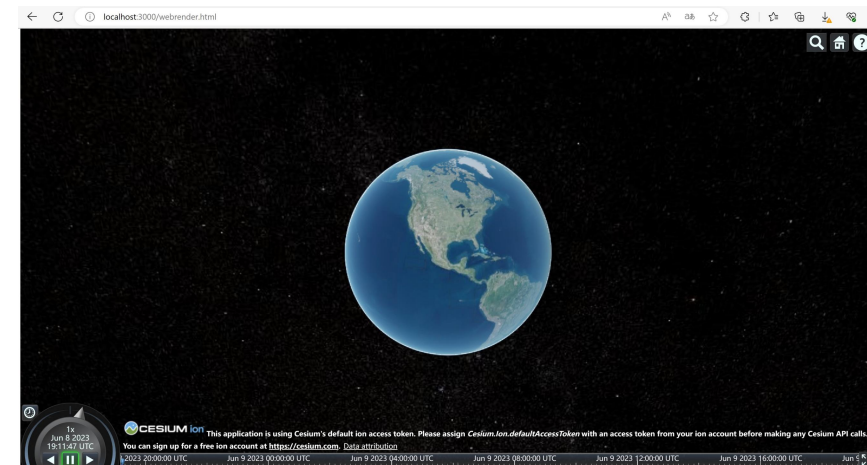 localhost:3000/webrender.html
?
1x
Jun 8 2023
19:11:47 UTC
CESIUM ion This application is using Cesium's default ion access token. Please assign Cesium.Ion.defaultAccessToken with an access token from your ion account before making any Cesium API calls.
You can sign up for a free ion account at https://cesium.com. Data attribution
2023 20:00:00 UTC Jun 9 2023 00:00:00 UTC Jun 9 2023 04:00:00 UTC Jun 9 2023 08:00:00 UTC Jun 9 2023 12:00:00 UTC Jun 9 2023 16:00:00 UTC Jun 9